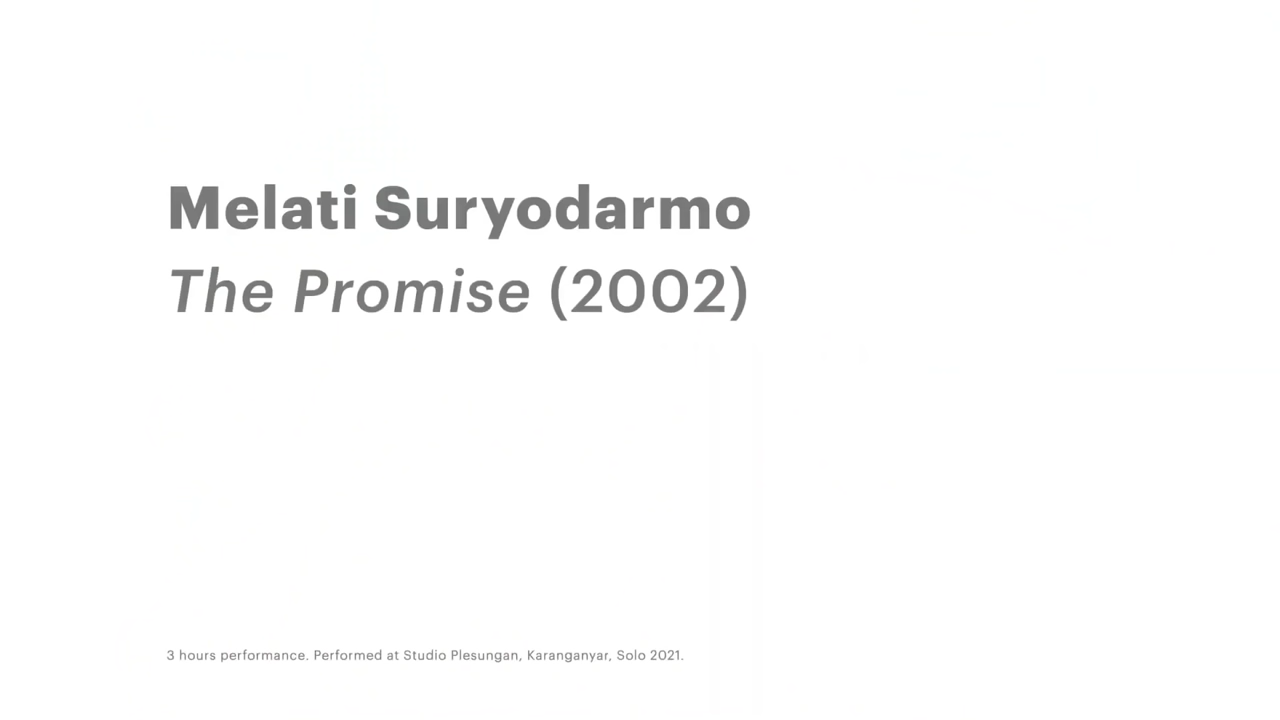 Melati Suryodarmo
The Promise (2002)
3 hours performance. Performed at Studio Plesungan, Karanganyar, Solo 2021.